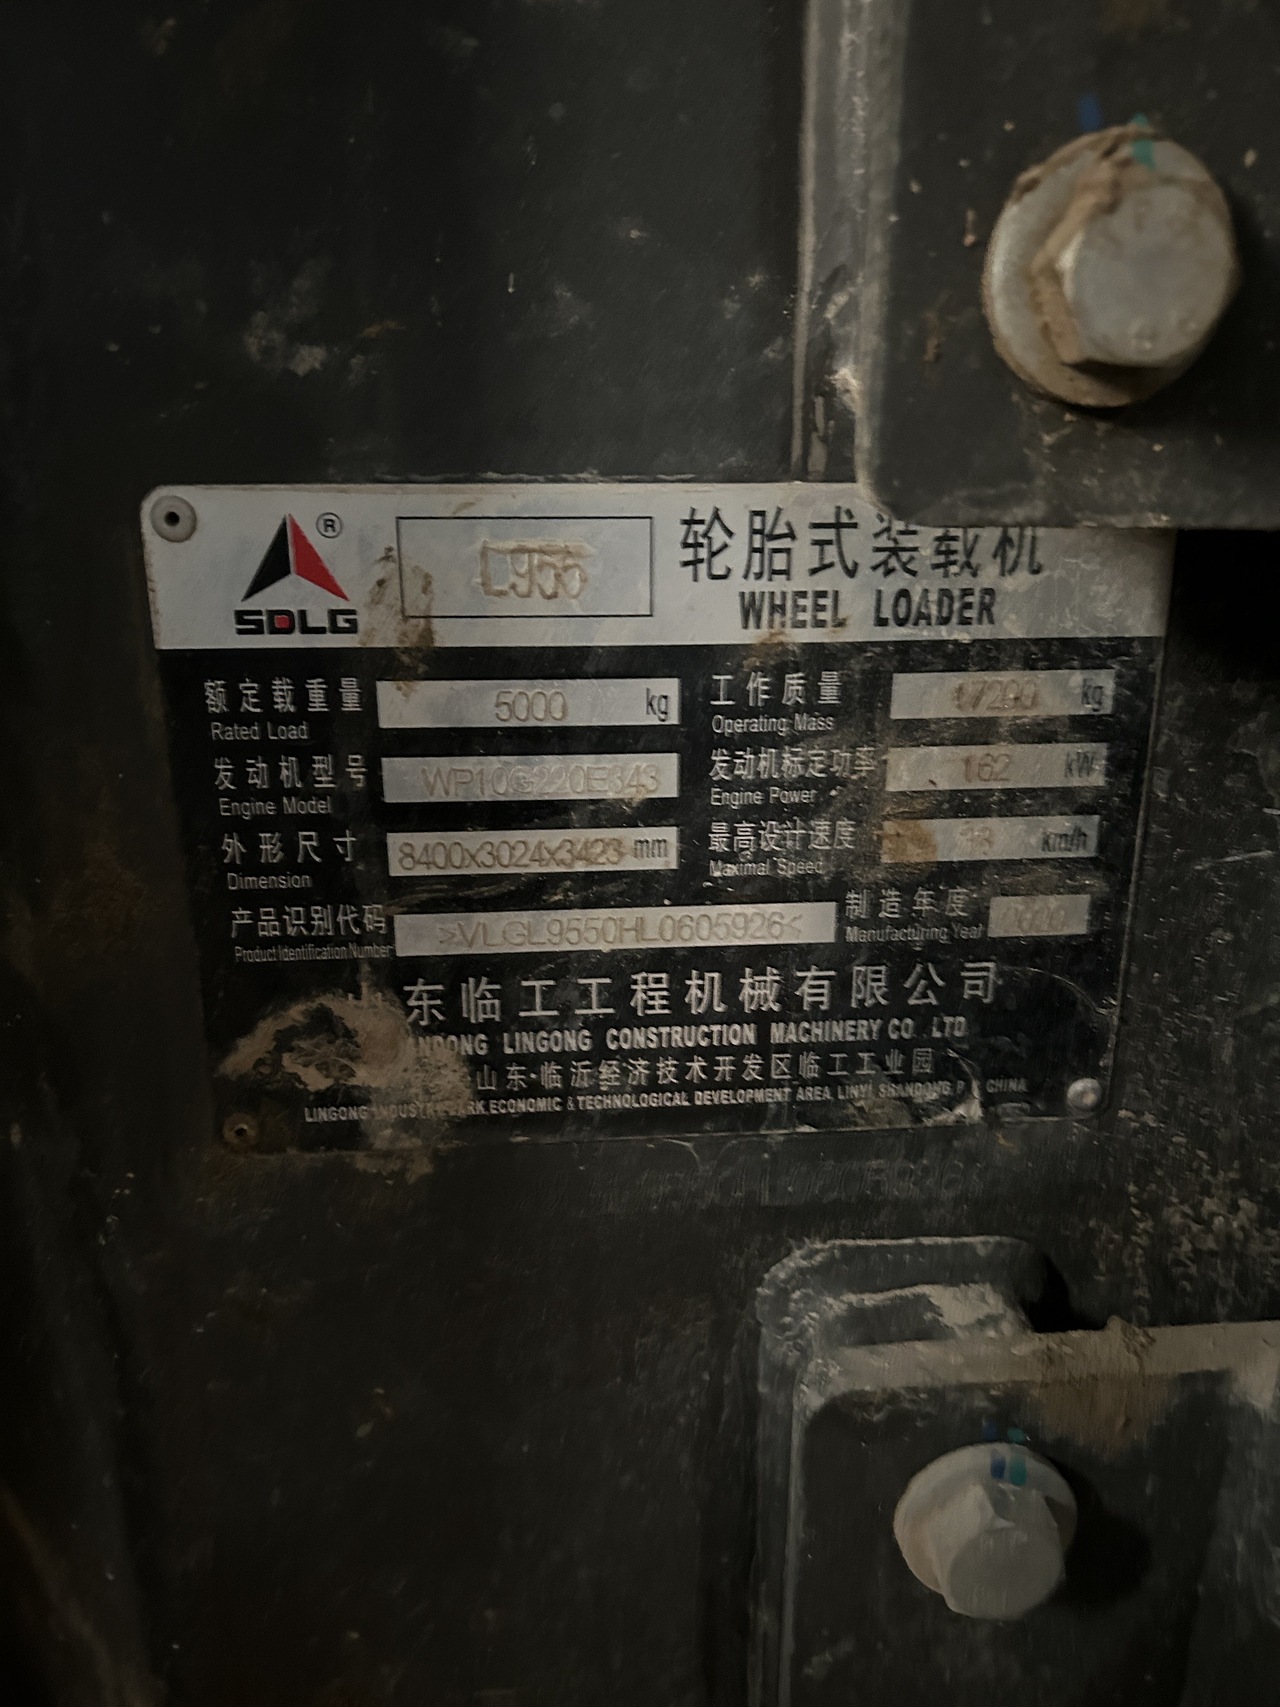 SDLG ® L955 轮胎式装载机
WHEEL LOADER
额定载重量 5000 kg 工作质量 kg
Rated Load Operating Mass
发动机型号 WP10G220E343 发动机标定功率 162 kW
Engine Model Engine Power
外形尺寸 8400x3024x3423 mm 最高设计速度 km/h
Dimension Maximal Speed
产品识别代码 >VLGL9550HL0605926< 制造年度
Product Identification Number Manufacturing Year
东临工工程机械有限公司
LINGONG CONSTRUCTION MACHINERY CO LTD
山东·临沂经济技术开发区临工工业园
LINGONG ECONOMIC & TECHNOLOGICAL DEVELOPMENT AREA LINYI SHANDONG P CHINA